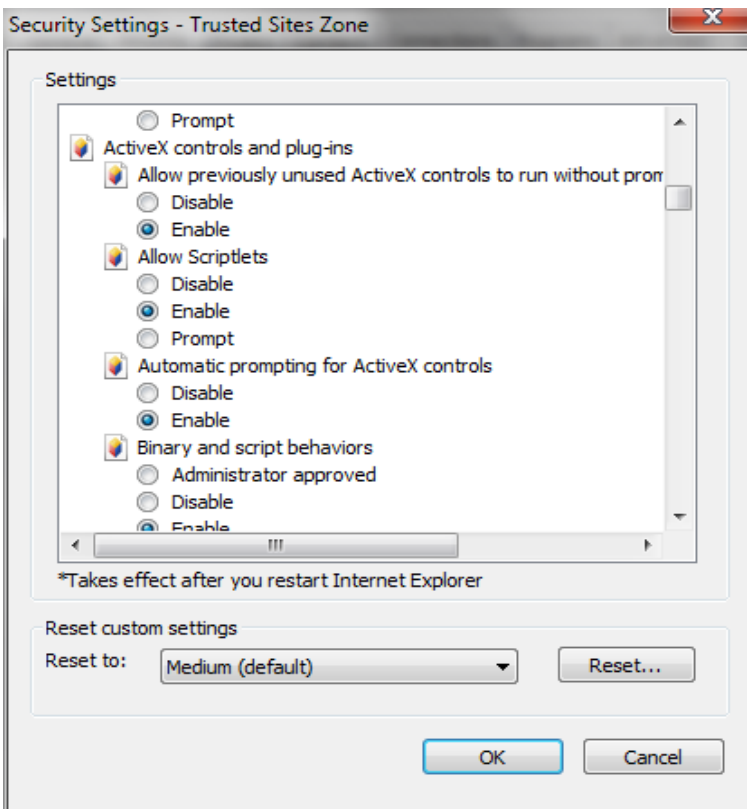 Security Settings - Trusted Sites Zone
X
Settings
Prompt
ActiveX controls and plug-ins
Allow previously unused ActiveX controls to run without prom
Disable
Enable
Allow Scriptlets
Disable
Enable
Prompt
Automatic prompting for ActiveX controls
Disable
Enable
Binary and script behaviors
Administrator approved
Disable
Enable
*Takes effect after you restart Internet Explorer
Reset custom settings
Reset to: Medium (default) Reset...
OK Cancel